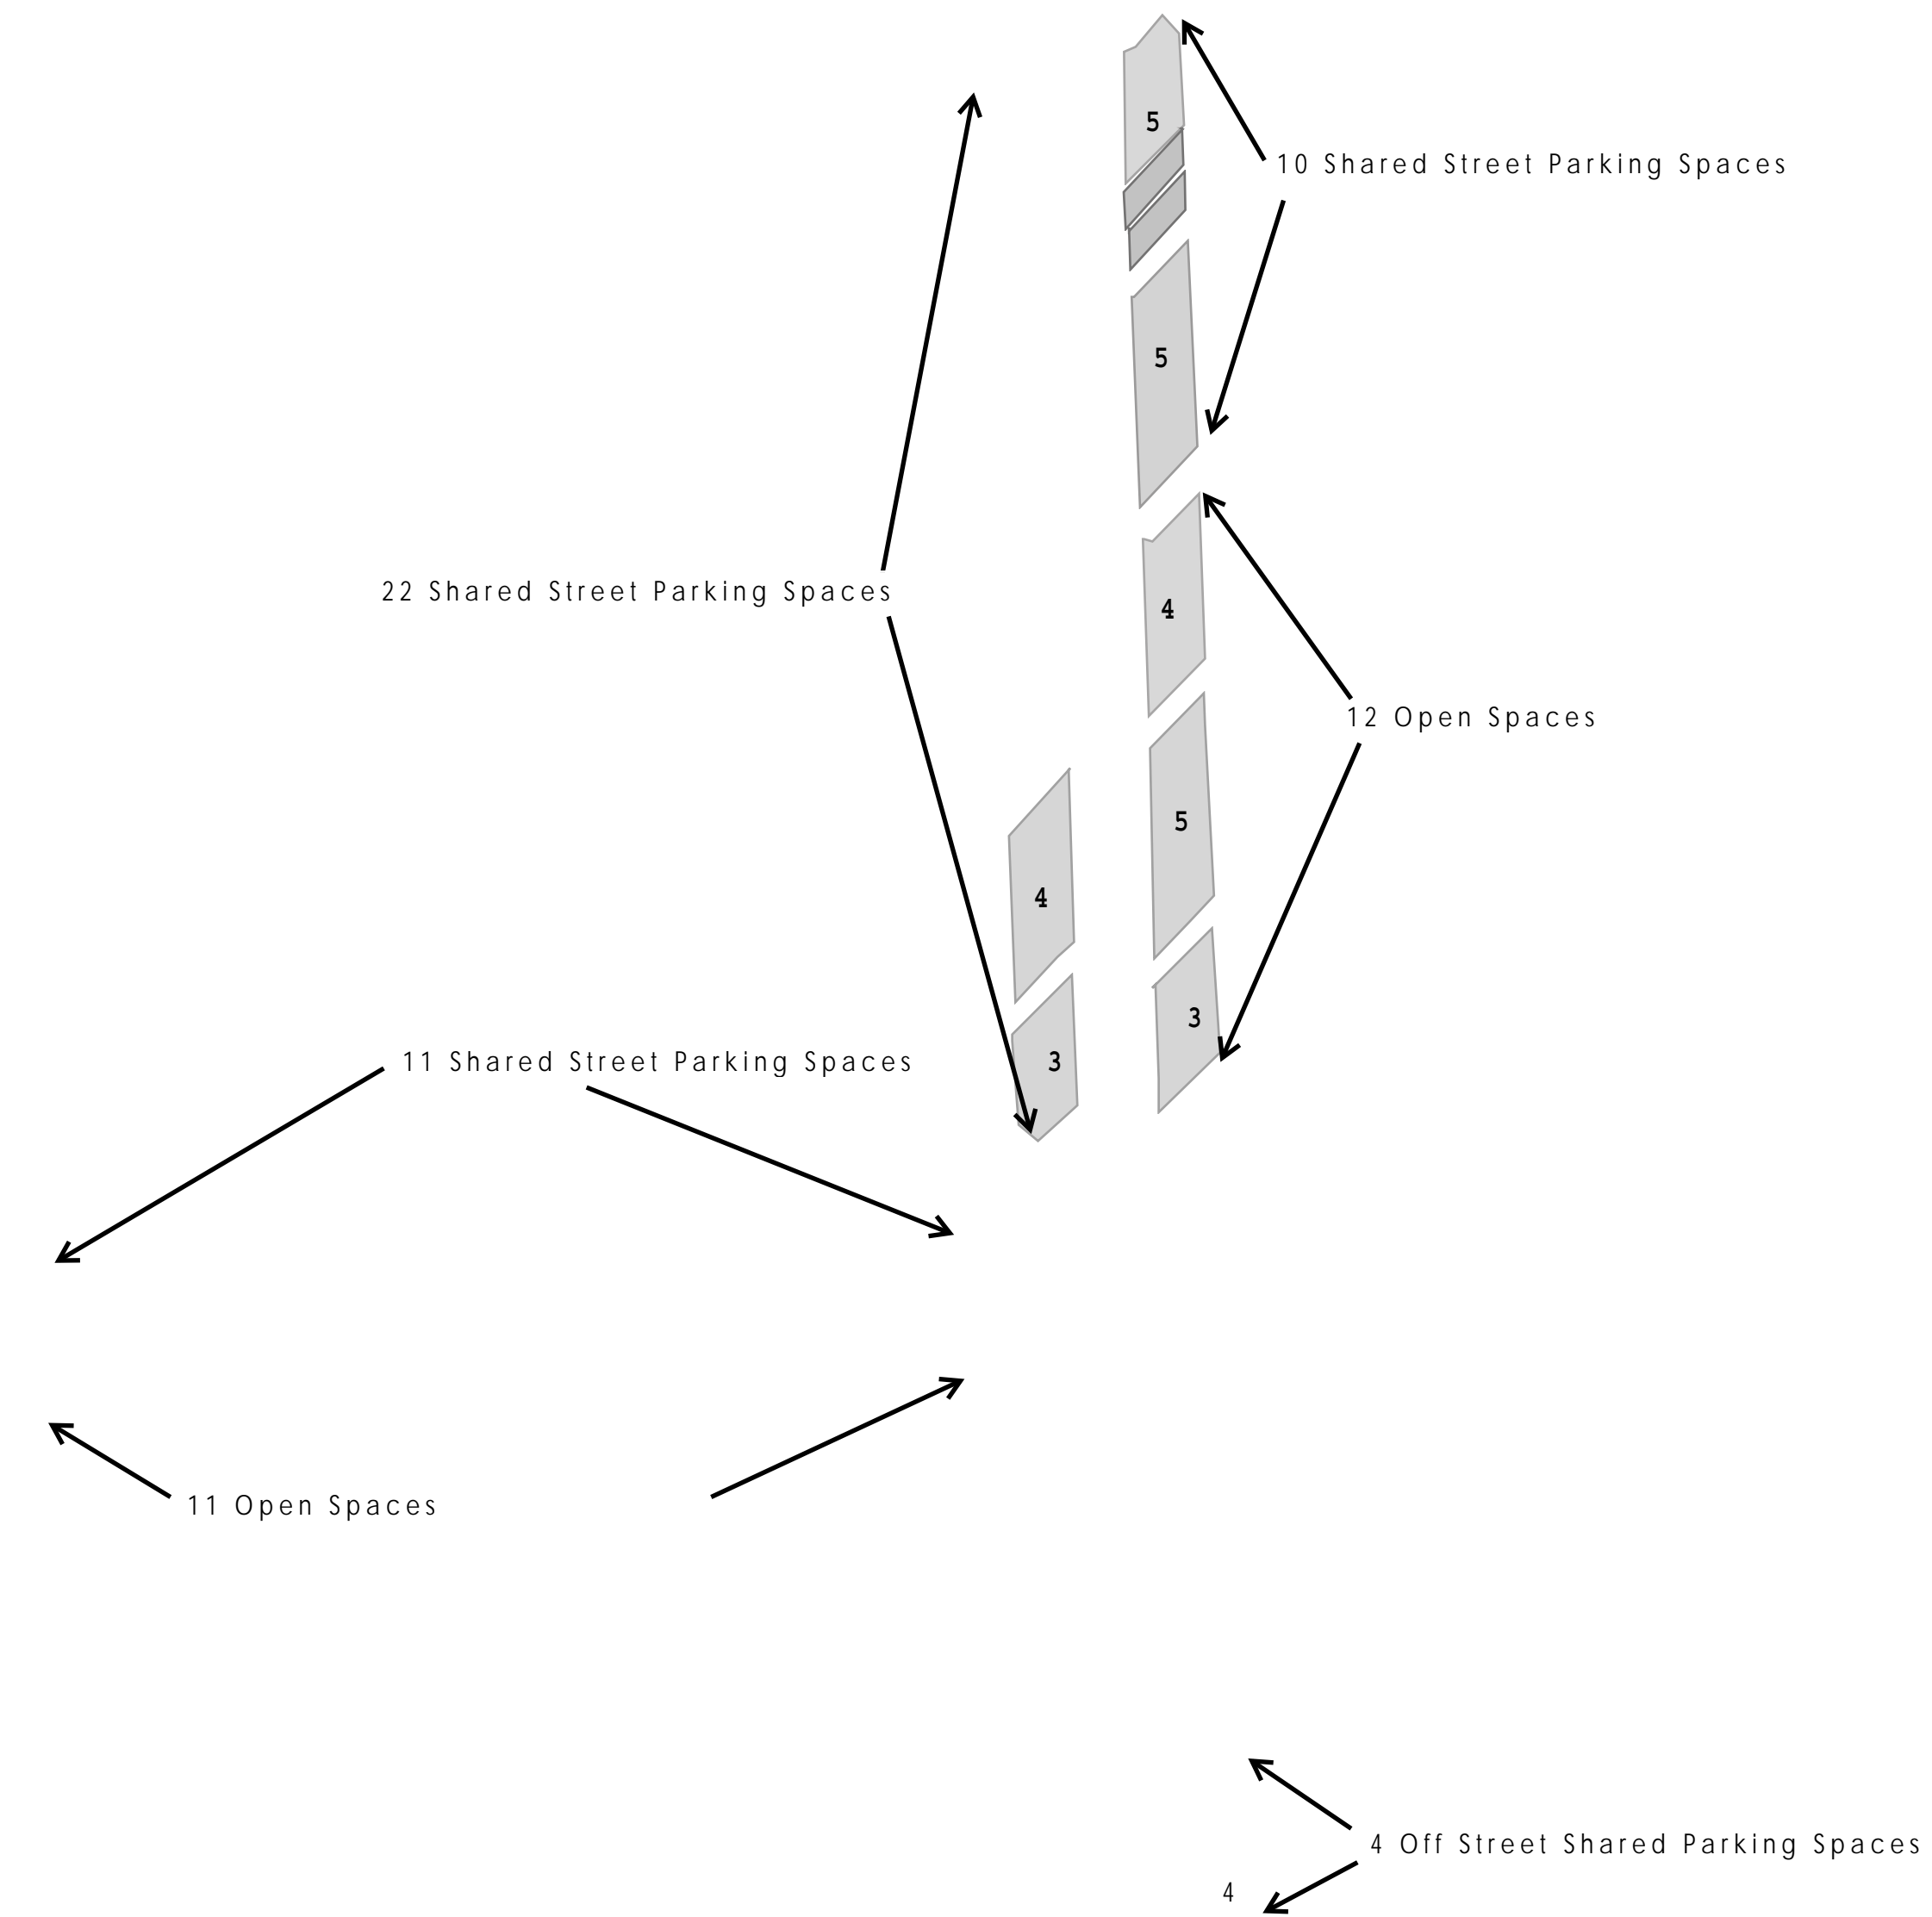 5
10 Shared Street Parking Spaces
5
22 Shared Street Parking Spaces
4
12 Open Spaces
5
4
3
11 Shared Street Parking Spaces
3
11 Open Spaces
4 Off Street Shared Parking Spaces
4